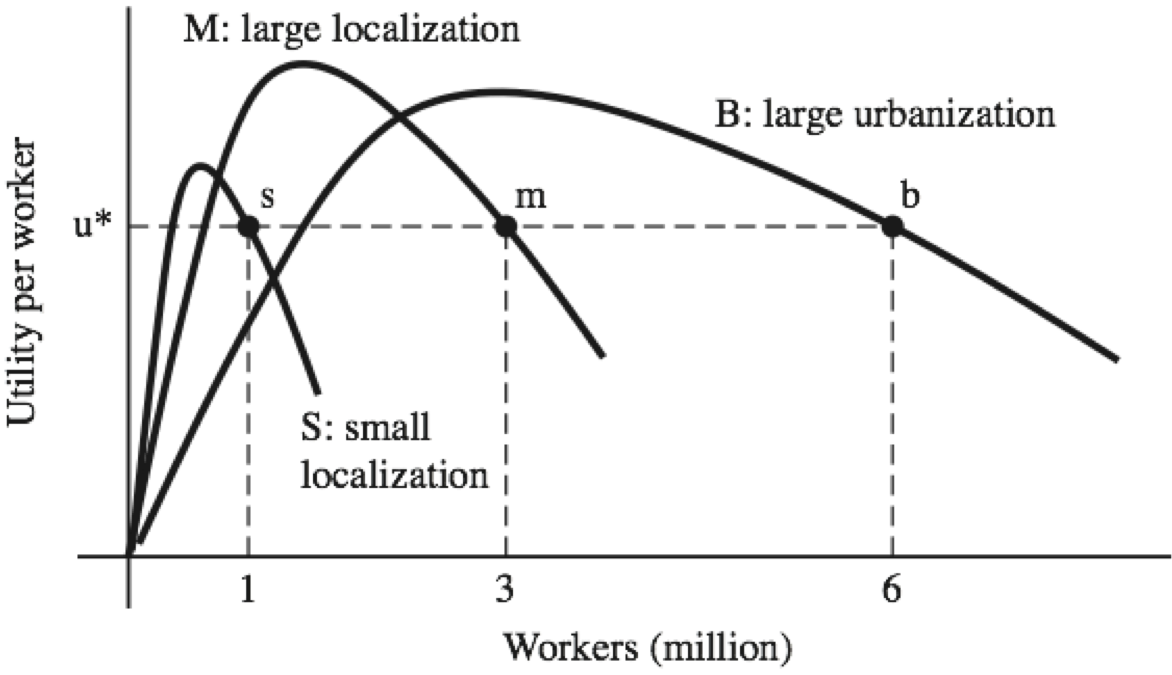 M: large localization
B: large urbanization
Utility per worker
u*
s
m
b
S: small
localization
1
3
6
Workers (million)